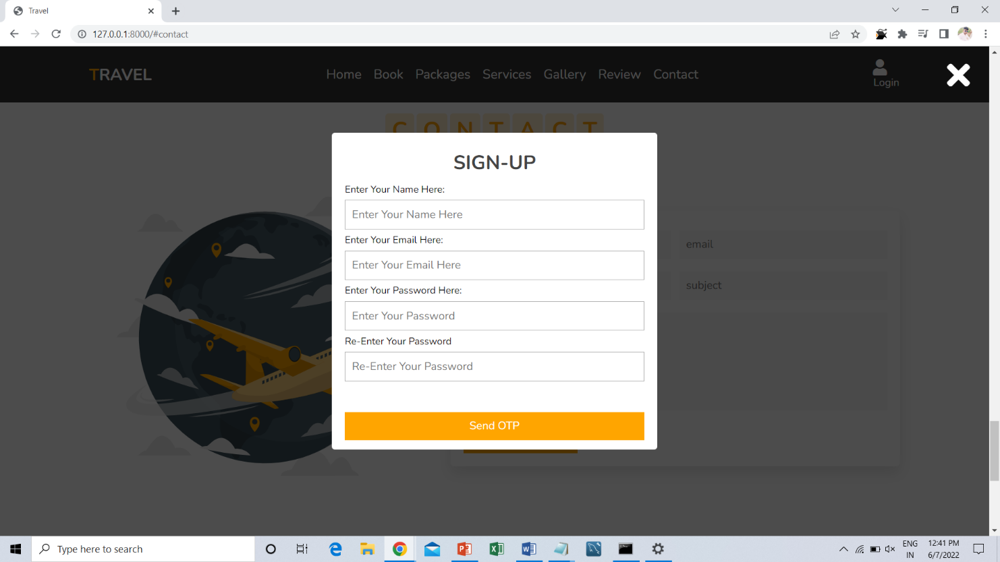 Travel
127.0.0.1:8000/#contact
TRAVEL
Home Book Packages Services Gallery Review Contact
Login
CONTACT
SIGN-UP
Enter Your Name Here:
Enter Your Name Here
Enter Your Email Here:
Enter Your Email Here
email
Enter Your Password Here:
subject
Enter Your Password
Re-Enter Your Password
Re-Enter Your Password
Send OTP
Type here to search
ENG
IN
12:41 PM
6/7/2022